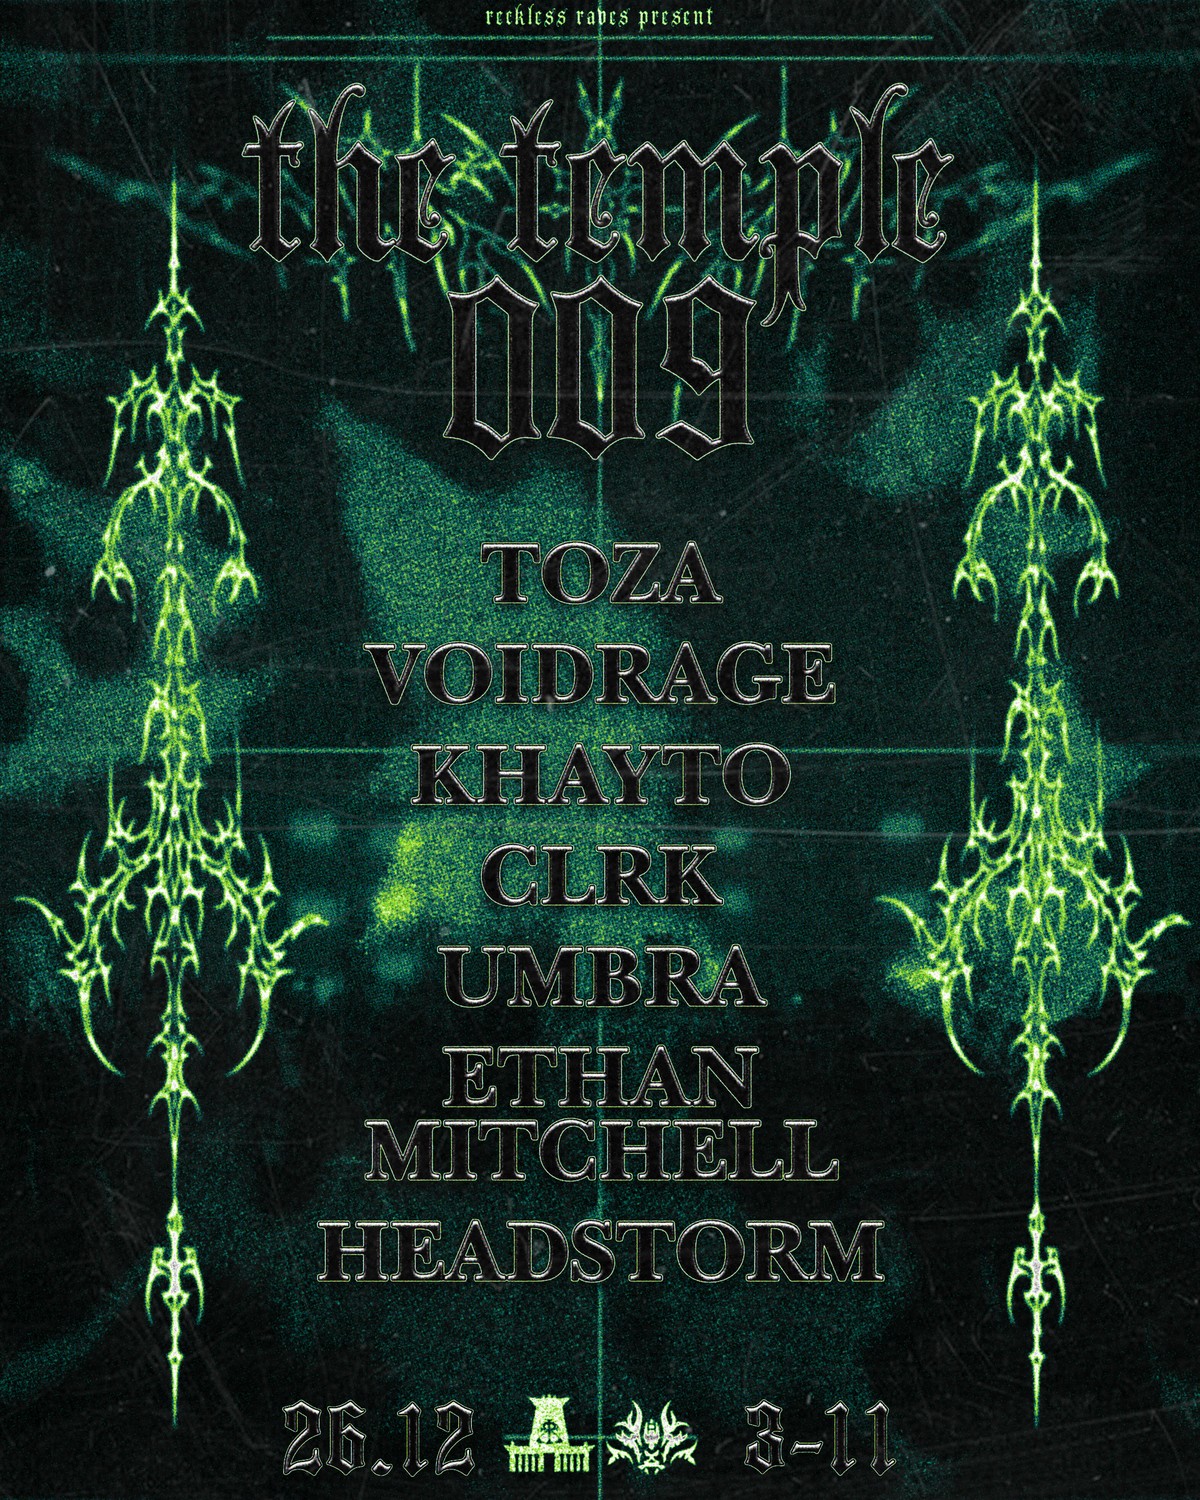 reckless raves present
the temple
009
TOZA
VOIDRAGE
KHAYTO
CLRK
UMBRA
ETHAN
MITCHELL
HEADSTORM
26.12 3-11